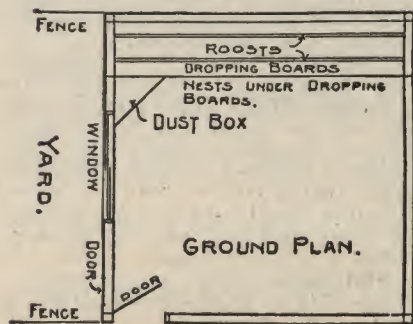 FENCE
ROOSTS
DROPPING BOARDS
NESTS UNDER DROPPING
BOARDS.
DUST BOX
WINDOW
YARD.
DOOR
GROUND PLAN.
DOOR
FENCE